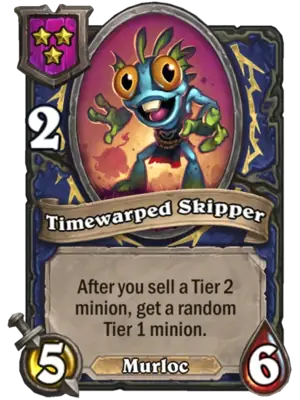 2
Timewarped Skipper
After you sell a Tier 2
minion, get a random
Tier 1 minion.
5
Murloc
6